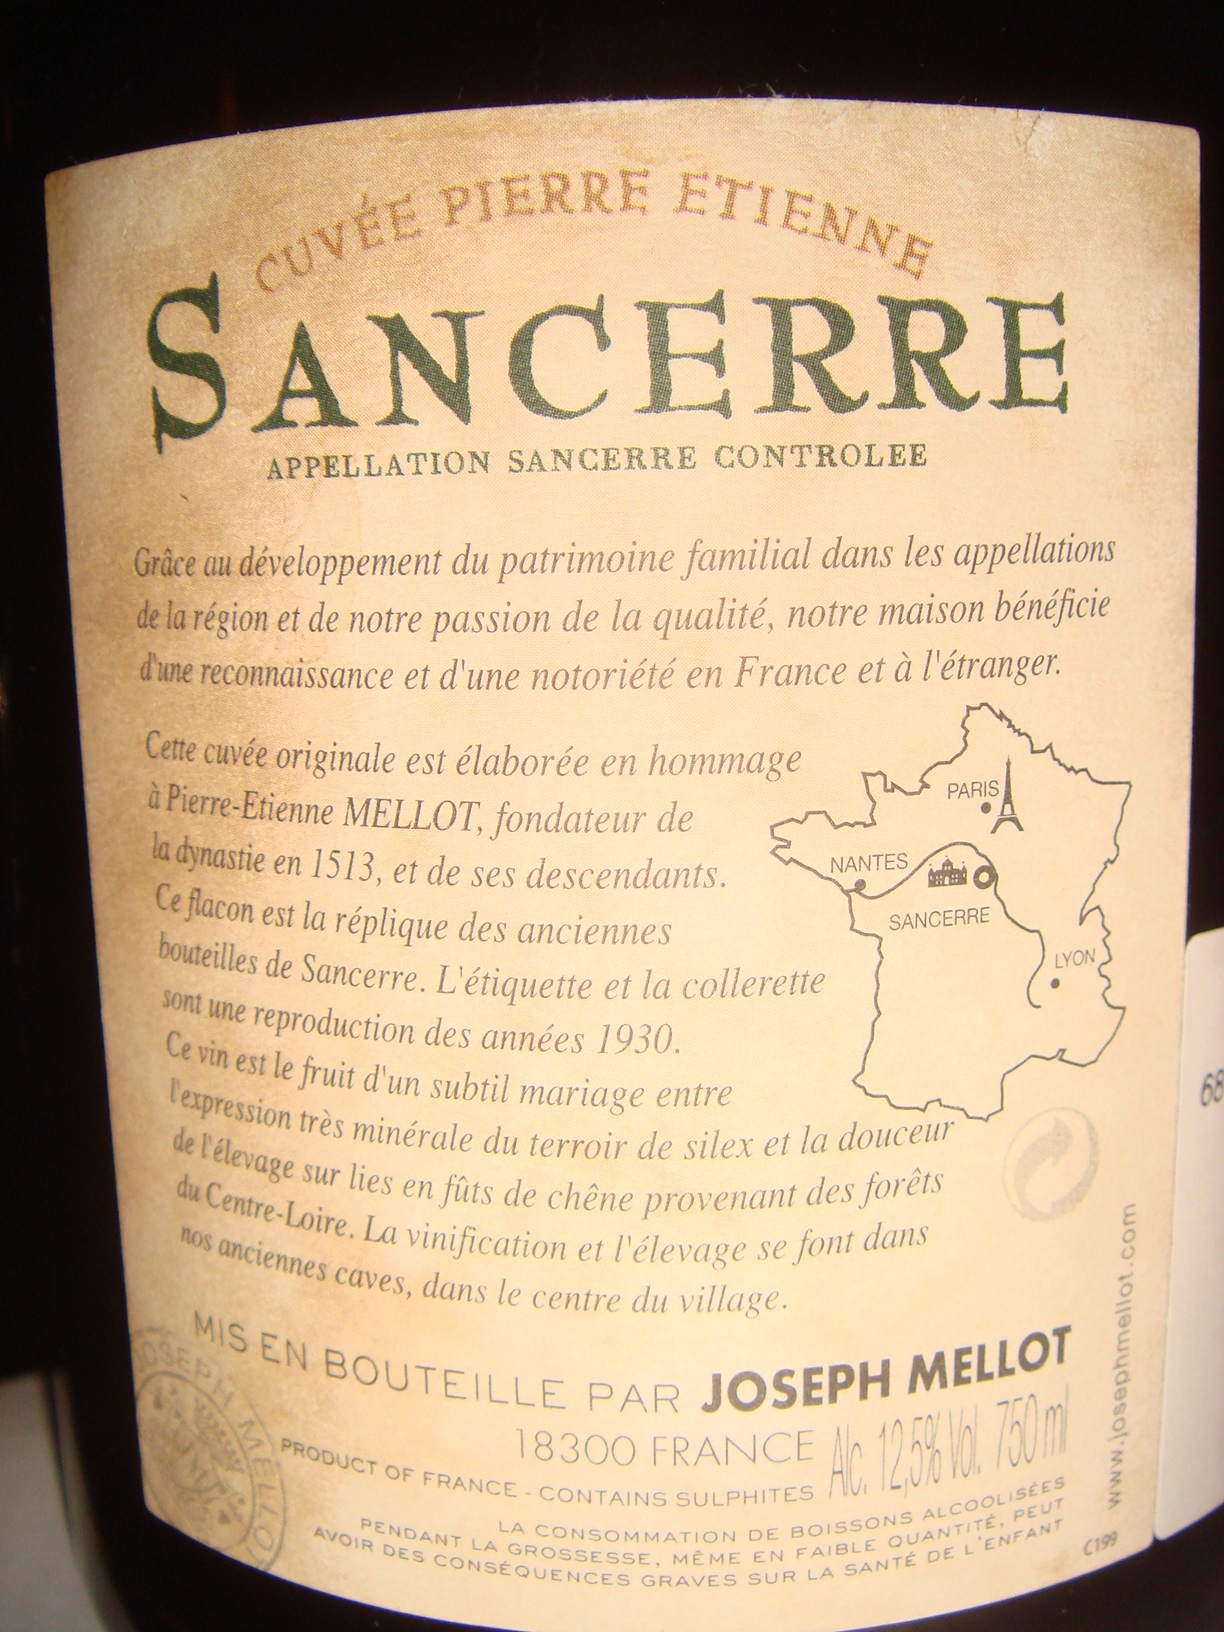 CUVÉE PIERRE ETIENNE
SANCERRE
APPELLATION SANCERRE CONTROLEE
Grâce au développement du patrimoine familial dans les appellations
de la région et de notre passion de la qualité, notre maison bénéficie
d'une reconnaissance et d'une notoriété en France et à l'étranger.
Cette cuvée originale est élaborée en hommage
à Pierre-Etienne MELLOT, fondateur de
la dynastie en 1513, et de ses descendants.
Ce flacon est la réplique des anciennes
bouteilles de Sancerre. L'étiquette et la collerette
sont une reproduction des années 1930.
Ce vin est le fruit d'un subtil mariage entre
l'expression très minérale du terroir de silex et la douceur
de l'élevage sur lies en fûts de chêne provenant des forêts
du Centre-Loire. La vinification et l'élevage se font dans
nos anciennes caves, dans le centre du village.
PARIS
NANTES
SANCERRE
LYON
MIS EN BOUTEILLE PAR JOSEPH MELLOT
18300 FRANCE Alc. 12,5% Vol. 750 ml
PRODUCT OF FRANCE - CONTAINS SULPHITES
LA CONSOMMATION DE BOISSONS ALCOOLISÉES
PENDANT LA GROSSESSE, MÊME EN FAIBLE QUANTITÉ, PEUT
AVOIR DES CONSÉQUENCES GRAVES SUR LA SANTÉ DE L'ENFANT
C199
www.josephmellot.com
JOSEPH MELLOT
68